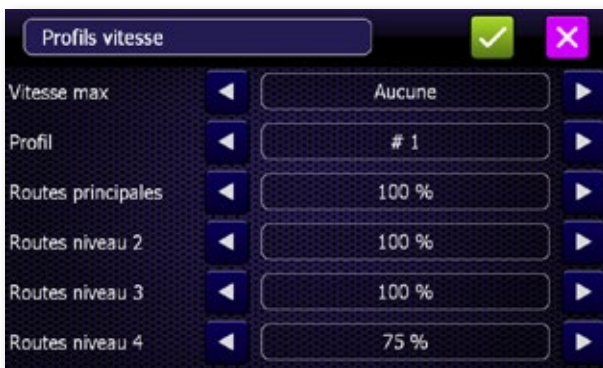 Profils vitesse
Vitesse max Aucune
Profil # 1
Routes principales 100 %
Routes niveau 2 100 %
Routes niveau 3 100 %
Routes niveau 4 75 %